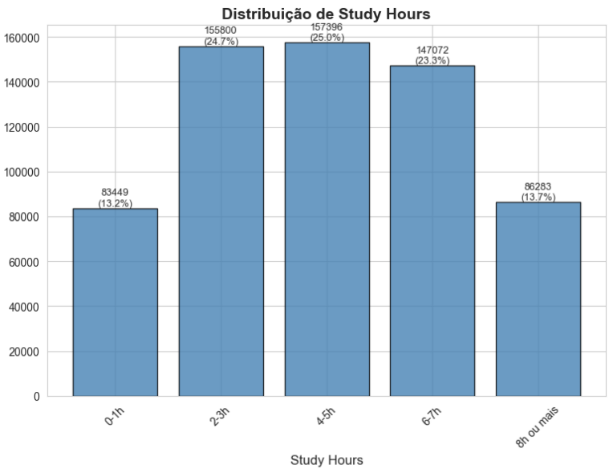 Distribuição de Study Hours
160000
140000
120000
100000
80000
60000
40000
20000
0
83449
(13.2%)
155800
(24.7%)
157396
(25.0%)
147072
(23.3%)
86283
(13.7%)
0-1h
2-3h
4-5h
6-7h
8h ou mais
Study Hours